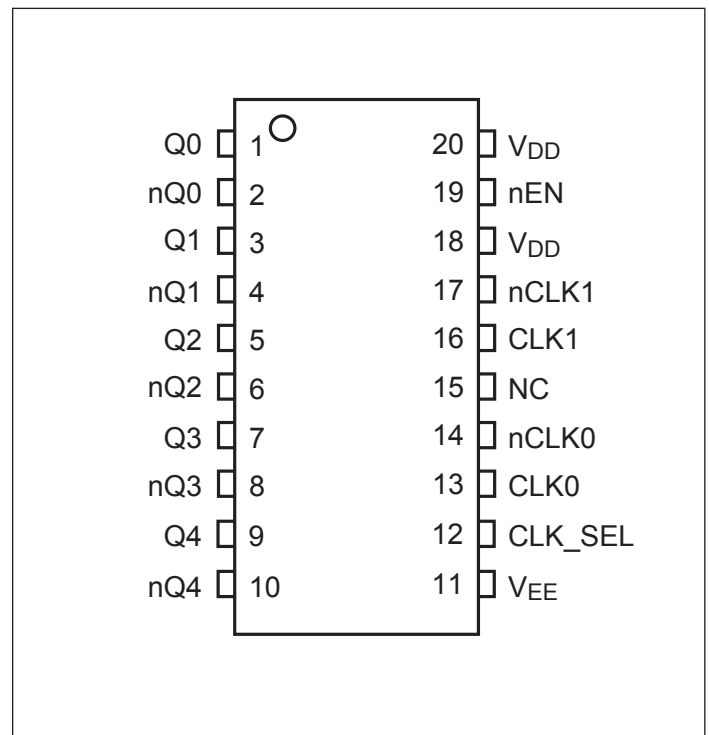 Q0 1 20 VDD
nQ0 2 19 nEN
Q1 3 18 VDD
nQ1 4 17 nCLK1
Q2 5 16 CLK1
nQ2 6 15 NC
Q3 7 14 nCLK0
nQ3 8 13 CLK0
Q4 9 12 CLK_SEL
nQ4 10 11 VEE